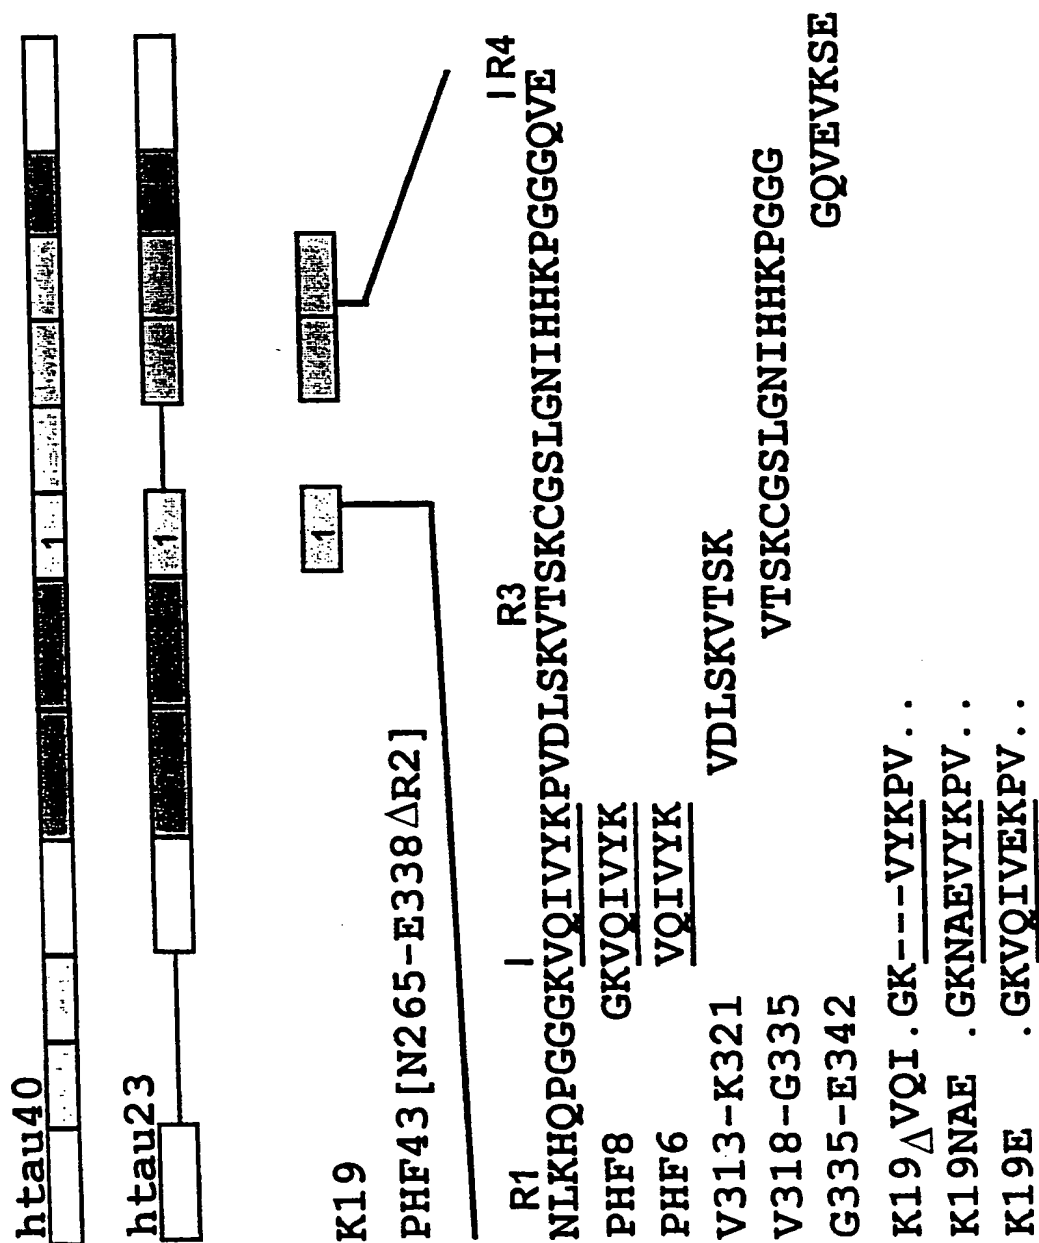 htau40
1
htau23
1
K19
1
PHF43[N265-E338ΔR2]
R1 I R3 I R4
NLKHQPGGGKVQIVYKPVDLSKVTSKCGSLGNIHHKPGGGQVE
PHF8 GKVQIVYK
PHF6 VQIVYK
V313-K321 VDLSKVTSK
V318-G335 VTSKCGSLGNIHHKPGGG
G335-E342 GQVEVKSE
K19ΔVQI.GK---VYKPV..
K19NAE .GKNAEVYKPV..
K19E .GKVQIVEKPV..